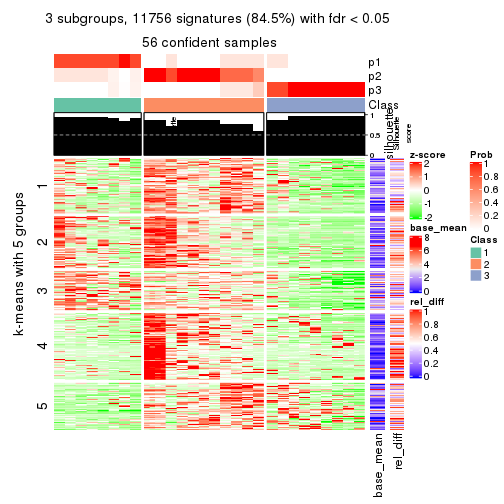 3 subgroups, 11756 signatures (84.5%) with fdr < 0.05
56 confident samples
p1
p2
p3
Class
1
0.5
0
silhouette
Silhouette
score
k-means with 5 groups
1
2
3
4
5
base_mean
rel_diff
z-score
2
1
0
-1
-2
base_mean
8
6
4
2
0
rel_diff
1
0.8
0.6
0.4
0.2
0
Prob
1
0.8
0.6
0.4
0.2
0
Class
1
2
3